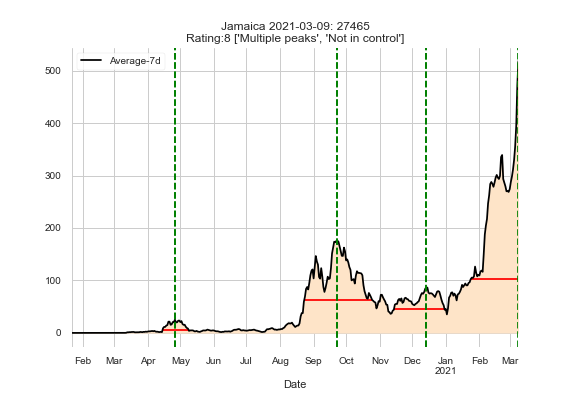 Jamaica 2021-03-09: 27465
Rating:8 ['Multiple peaks', 'Not in control']
Average-7d
500
400
300
200
100
0
Feb Mar Apr May Jun Jul Aug Sep Oct Nov Dec Jan Feb Mar
2021
Date